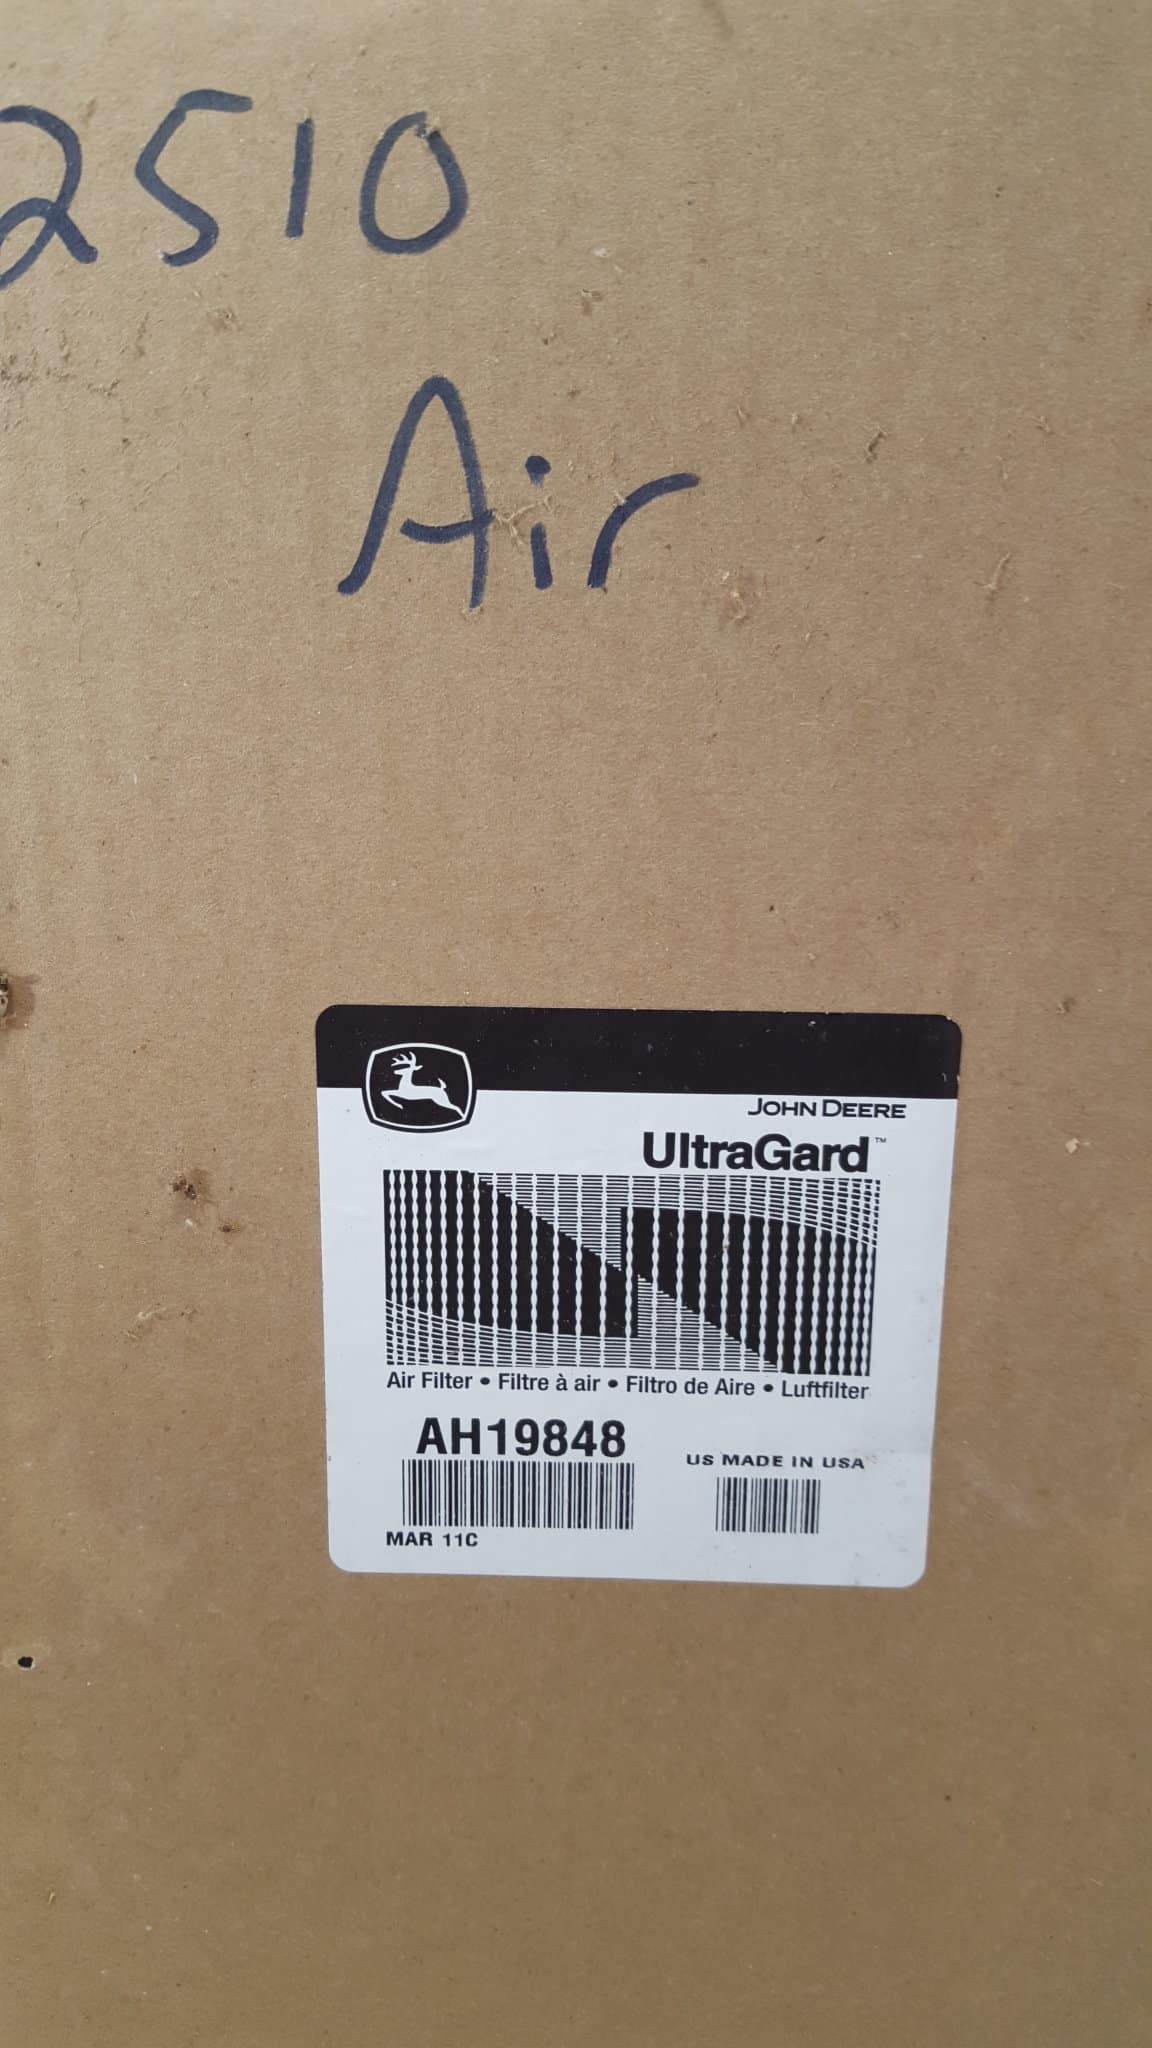 2510
Air
JOHN DEERE
UltraGard™
Air Filter • Filtre à air • Filtro de Aire • Luftfilter
AH19848
US MADE IN USA
MAR 11C